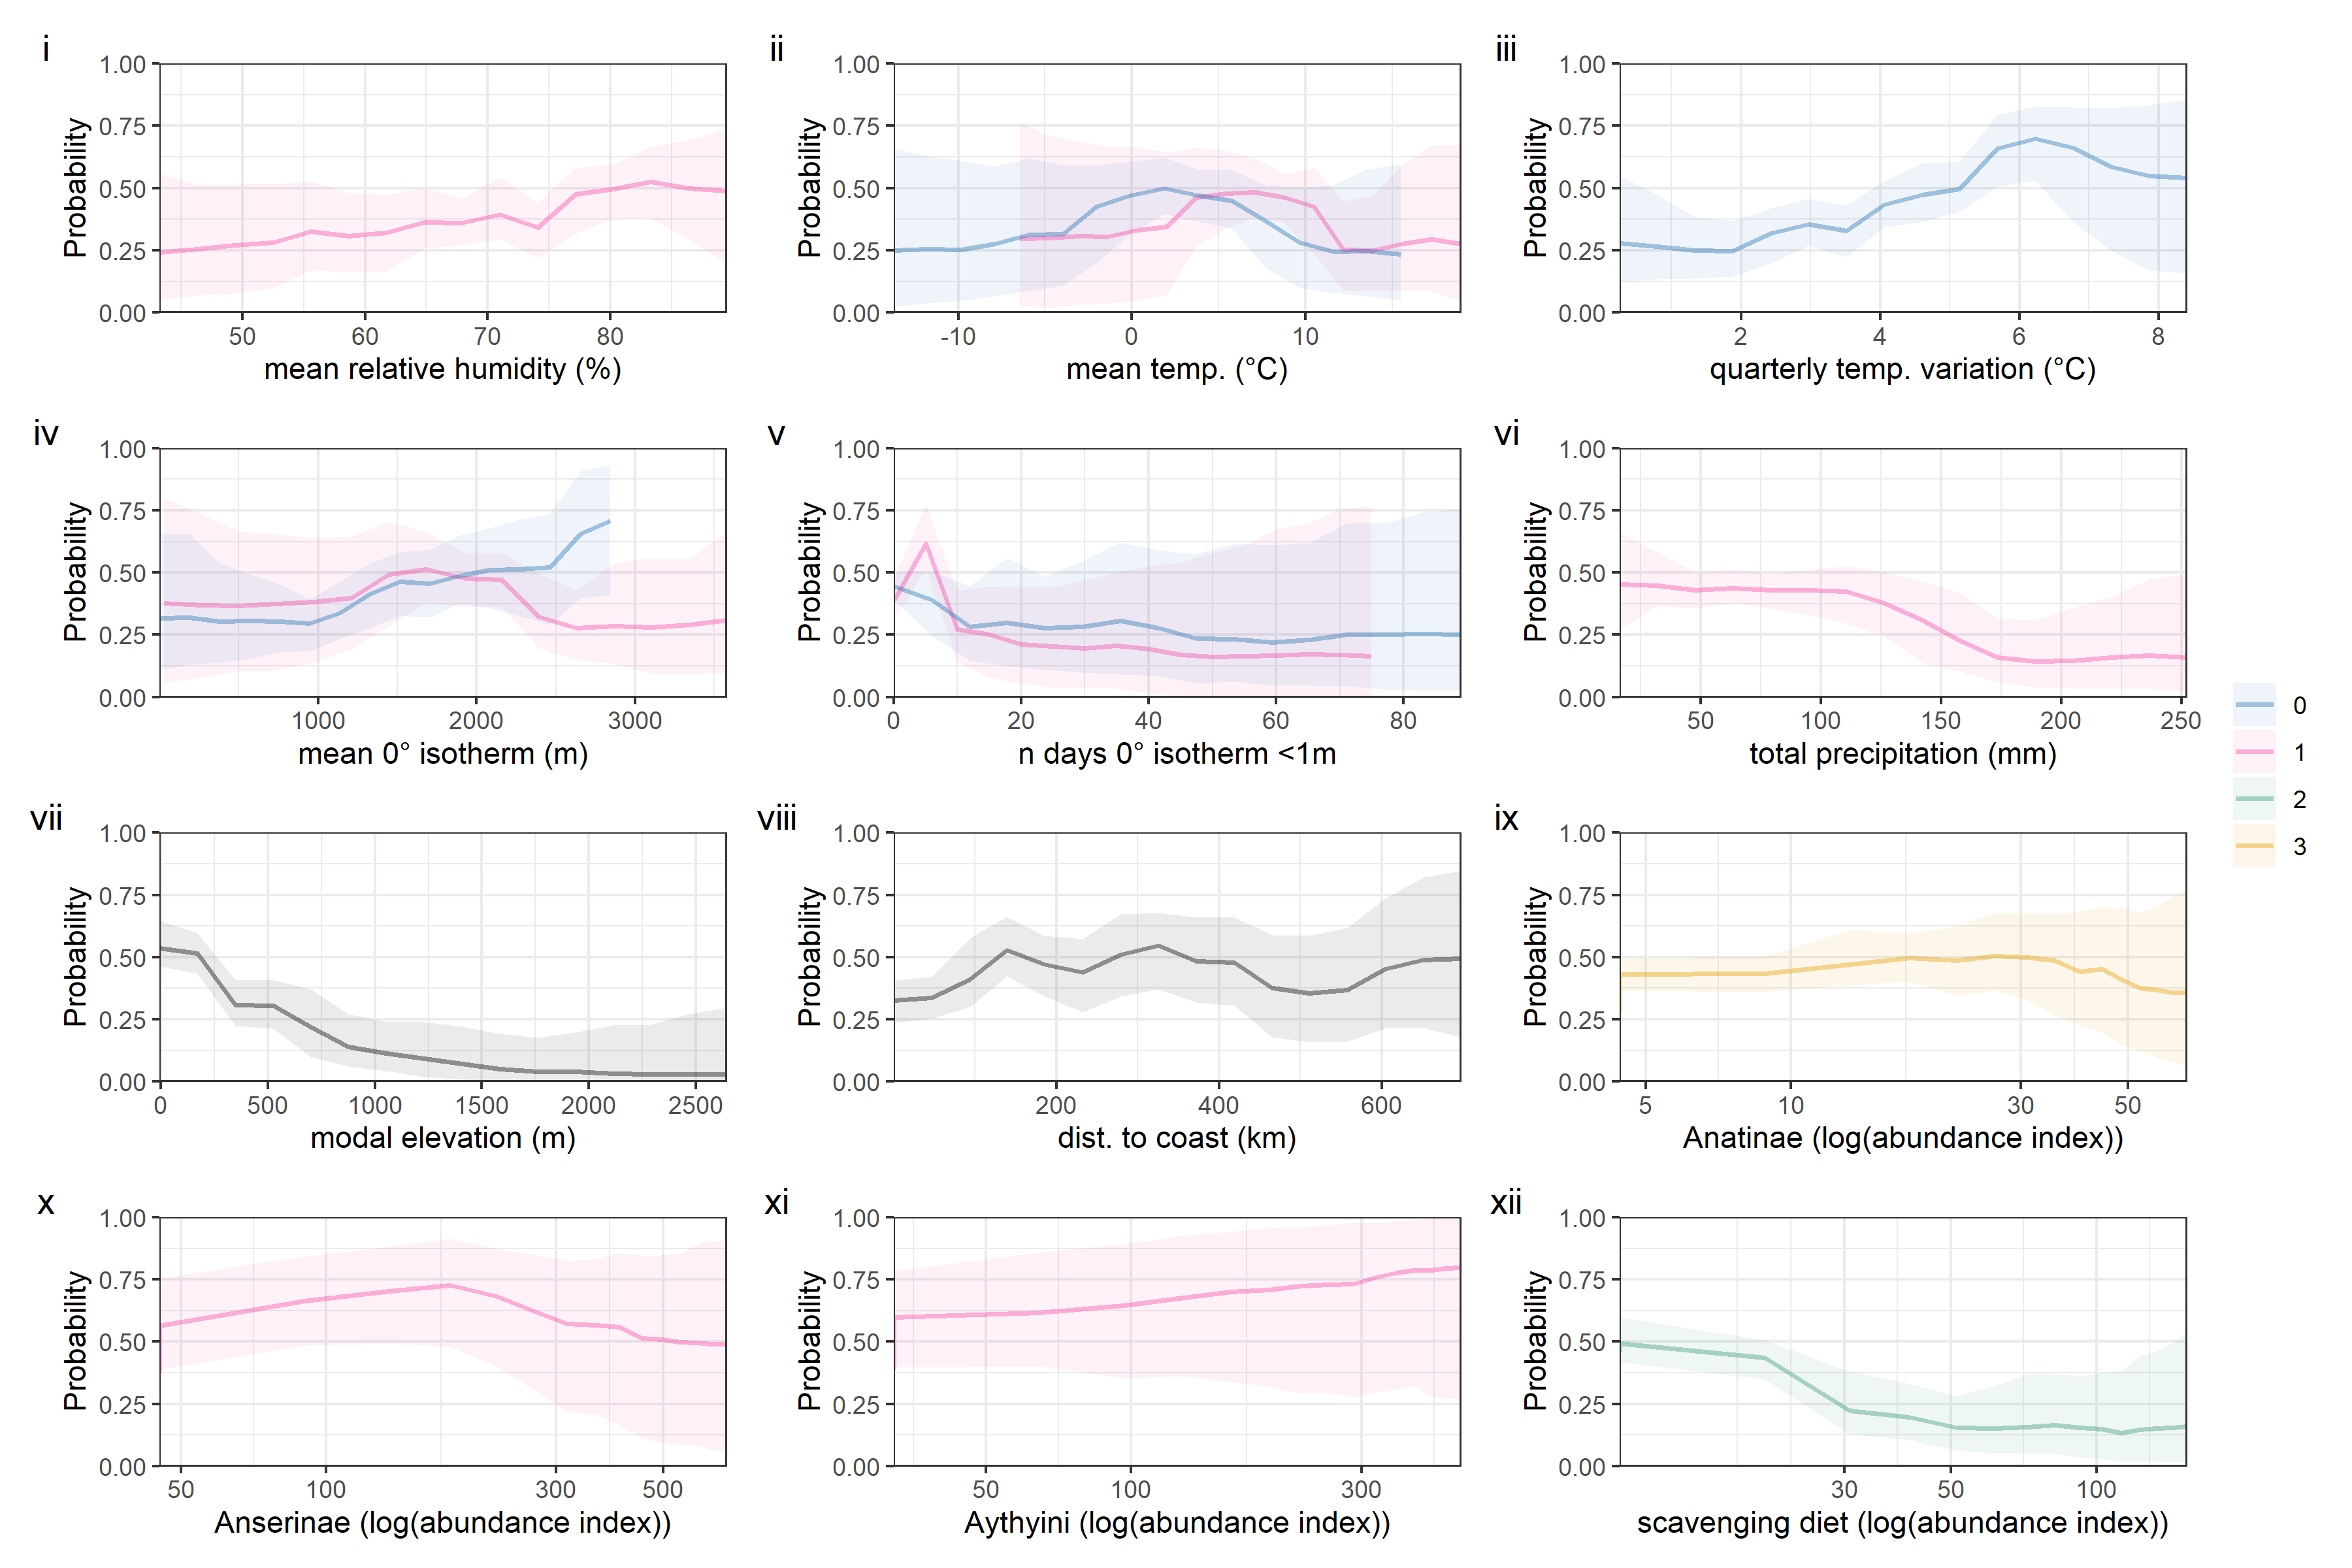 i
1.00
0.75
0.50
0.25
0.00
Probability
50 60 70 80
mean relative humidity (%)
ii
1.00
0.75
0.50
0.25
0.00
Probability
-10 0 10
mean temp. (°C)
iii
1.00
0.75
0.50
0.25
0.00
Probability
2 4 6 8
quarterly temp. variation (°C)
iv
1.00
0.75
0.50
0.25
0.00
Probability
1000 2000 3000
mean 0° isotherm (m)
v
1.00
0.75
0.50
0.25
0.00
Probability
0 20 40 60 80
n days 0° isotherm <1m
vi
1.00
0.75
0.50
0.25
0.00
Probability
50 100 150 200 250
total precipitation (mm)
0
1
2
3
vii
1.00
0.75
0.50
0.25
0.00
Probability
0 500 1000 1500 2000 2500
modal elevation (m)
viii
1.00
0.75
0.50
0.25
0.00
Probability
200 400 600
dist. to coast (km)
ix
1.00
0.75
0.50
0.25
0.00
Probability
5 10 30 50
Anatinae (log(abundance index))
x
1.00
0.75
0.50
0.25
0.00
Probability
50 100 300 500
Anserinae (log(abundance index))
xi
1.00
0.75
0.50
0.25
0.00
Probability
50 100 300
Aythyini (log(abundance index))
xii
1.00
0.75
0.50
0.25
0.00
Probability
30 50 100
scavenging diet (log(abundance index))